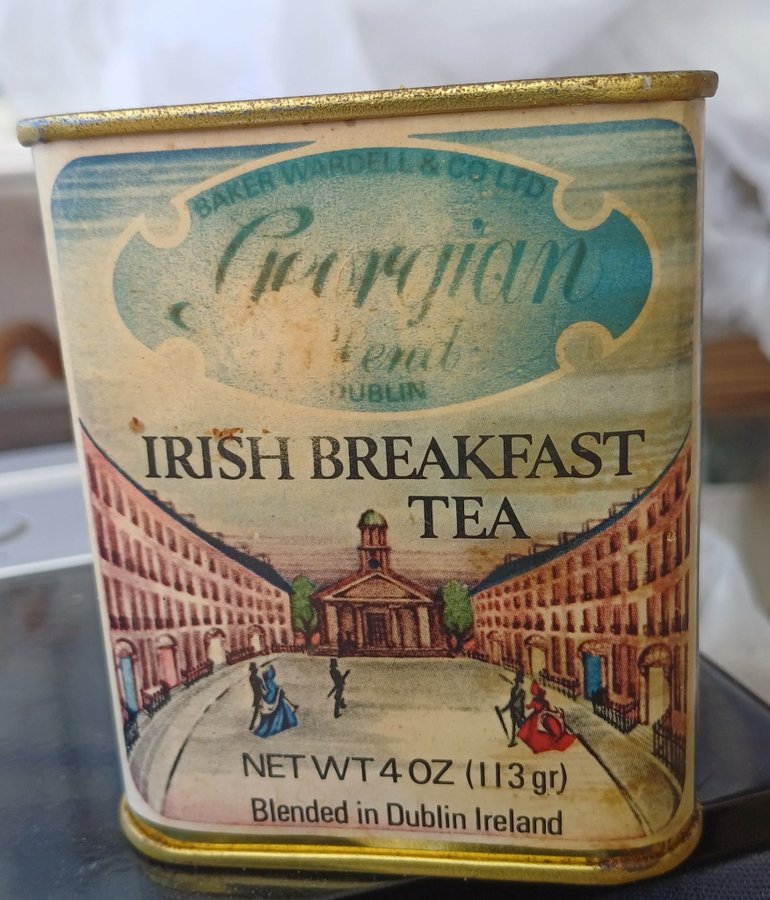 BAKER WARDELL & CO LTD
Georgian
Blend
DUBLIN
IRISH BREAKFAST
TEA
NET WT 4 OZ (113 gr)
Blended in Dublin Ireland